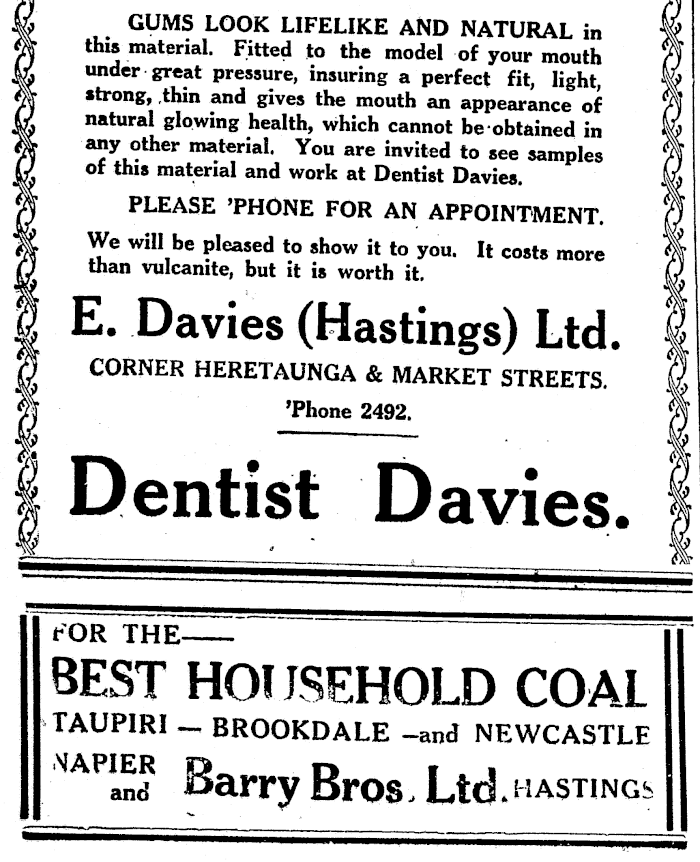 GUMS LOOK LIFELIKE AND NATURAL in
this material. Fitted to the model of your mouth
under great pressure, insuring a perfect fit, light,
strong, thin and gives the mouth an appearance of
natural glowing health, which cannot be obtained in
any other material. You are invited to see samples
of this material and work at Dentist Davies.
PLEASE 'PHONE FOR AN APPOINTMENT.
We will be pleased to show it to you. It costs more
than vulcanite, but it is worth it.
E. Davies (Hastings) Ltd.
CORNER HERETAUNGA & MARKET STREETS.
'Phone 2492.
Dentist Davies.
FOR THE—
BEST HOUSEHOLD COAL
TAUPIRI — BROOKDALE —and NEWCASTLE
NAPIER and Barry Bros. Ltd. HASTINGS